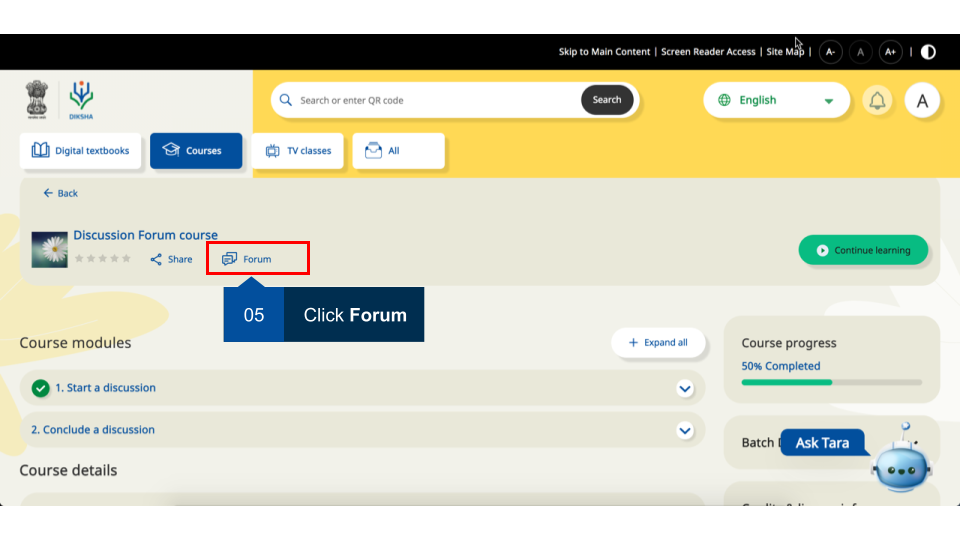 Skip to Main Content | Screen Reader Access | Site Map | A- A A+ |
DIKSHA
Search or enter QR code
Search
English
A
Digital textbooks
Courses
TV classes
All
Back
Discussion Forum course
Share
Forum
Continue learning
05 Click Forum
Course modules
+ Expand all
Course progress
50% Completed
1. Start a discussion
2. Conclude a discussion
Batch
Ask Tara
Course details